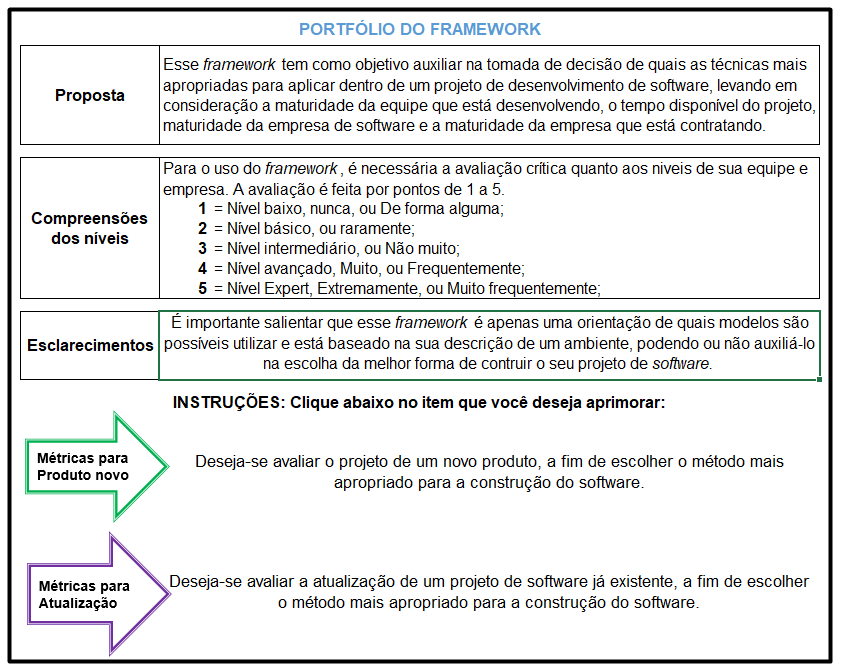 PORTFÓLIO DO FRAMEWORK
Proposta
Esse framework tem como objetivo auxiliar na tomada de decisão de quais as técnicas mais
apropriadas para aplicar dentro de um projeto de desenvolvimento de software, levando em
consideração a maturidade da equipe que está desenvolvendo, o tempo disponível do projeto,
maturidade da empresa de software e a maturidade da empresa que está contratando.
Compreensões
dos níveis
Para o uso do framework, é necessária a avaliação crítica quanto aos niveis de sua equipe e
empresa. A avaliação é feita por pontos de 1 a 5.
1 = Nível baixo, nunca, ou De forma alguma;
2 = Nível básico, ou raramente;
3 = Nível intermediário, ou Não muito;
4 = Nível avançado, Muito, ou Frequentemente;
5 = Nível Expert, Extremamente, ou Muito frequentemente;
Esclarecimentos
É importante salientar que esse framework é apenas uma orientação de quais modelos são
possíveis utilizar e está baseado na sua descrição de um ambiente, podendo ou não auxiliá-lo
na escolha da melhor forma de contruir o seu projeto de software.
INSTRUÇÕES: Clique abaixo no item que você deseja aprimorar:
Métricas para
Produto novo
Deseja-se avaliar o projeto de um novo produto, a fim de escolher o método mais
apropriado para a construção do software.
Métricas para
Atualização
Deseja-se avaliar a atualização de um projeto de software já existente, a fim de escolher
o método mais apropriado para a construção do software.